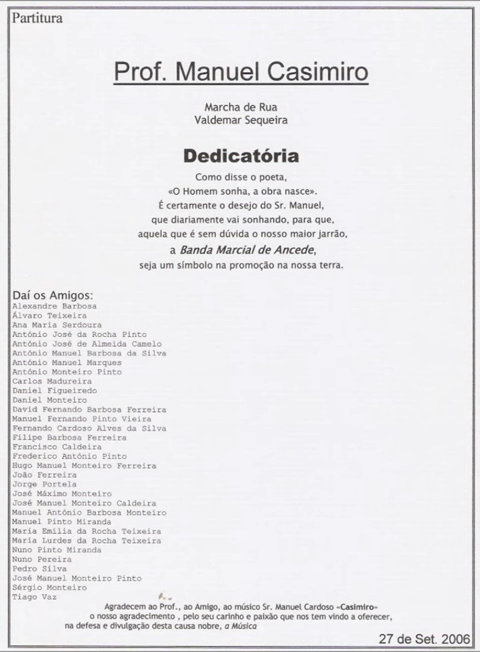 Partitura
Prof. Manuel Casimiro
Marcha de Rua
Valdemar Sequeira
Dedicatória
Como disse o poeta,
«O Homem sonha, a obra nasce».
É certamente o desejo do Sr. Manuel,
que diariamente vai sonhando, para que,
aquela que é sem dúvida o nosso maior jarrão,
a Banda Marcial de Ancede,
seja um símbolo na promoção na nossa terra.
Daí os Amigos:
Alexandre Barbosa
Álvaro Teixeira
Ana Maria Serdoura
António José da Rocha Pinto
António José de Almeida Camelo
António Manuel Barbosa da Silva
António Manuel Marques
António Monteiro Pinto
Carlos Madureira
Daniel Figueiredo
Daniel Monteiro
David Fernando Barbosa Ferreira
Manuel Fernando Pinto Vieira
Fernando Cardoso Alves da Silva
Filipe Barbosa Ferreira
Francisco Caldeira
Frederico António Pinto
Hugo Manuel Monteiro Ferreira
João Ferreira
Jorge Portela
José Máximo Monteiro
José Manuel Monteiro Caldeira
Manuel António Barbosa Monteiro
Manuel Pinto Miranda
Maria Emília da Rocha Teixeira
Maria Lurdes da Rocha Teixeira
Nuno Pinto Miranda
Nuno Pereira
Pedro Silva
José Manuel Monteiro Pinto
Sérgio Monteiro
Tiago Vaz
Agradecem ao Prof., ao Amigo, ao músico Sr. Manuel Cardoso «Casimiro»
o nosso agradecimento , pelo seu carinho e paixão que nos tem vindo a oferecer,
na defesa e divulgação desta causa nobre, a Música
27 de Set. 2006